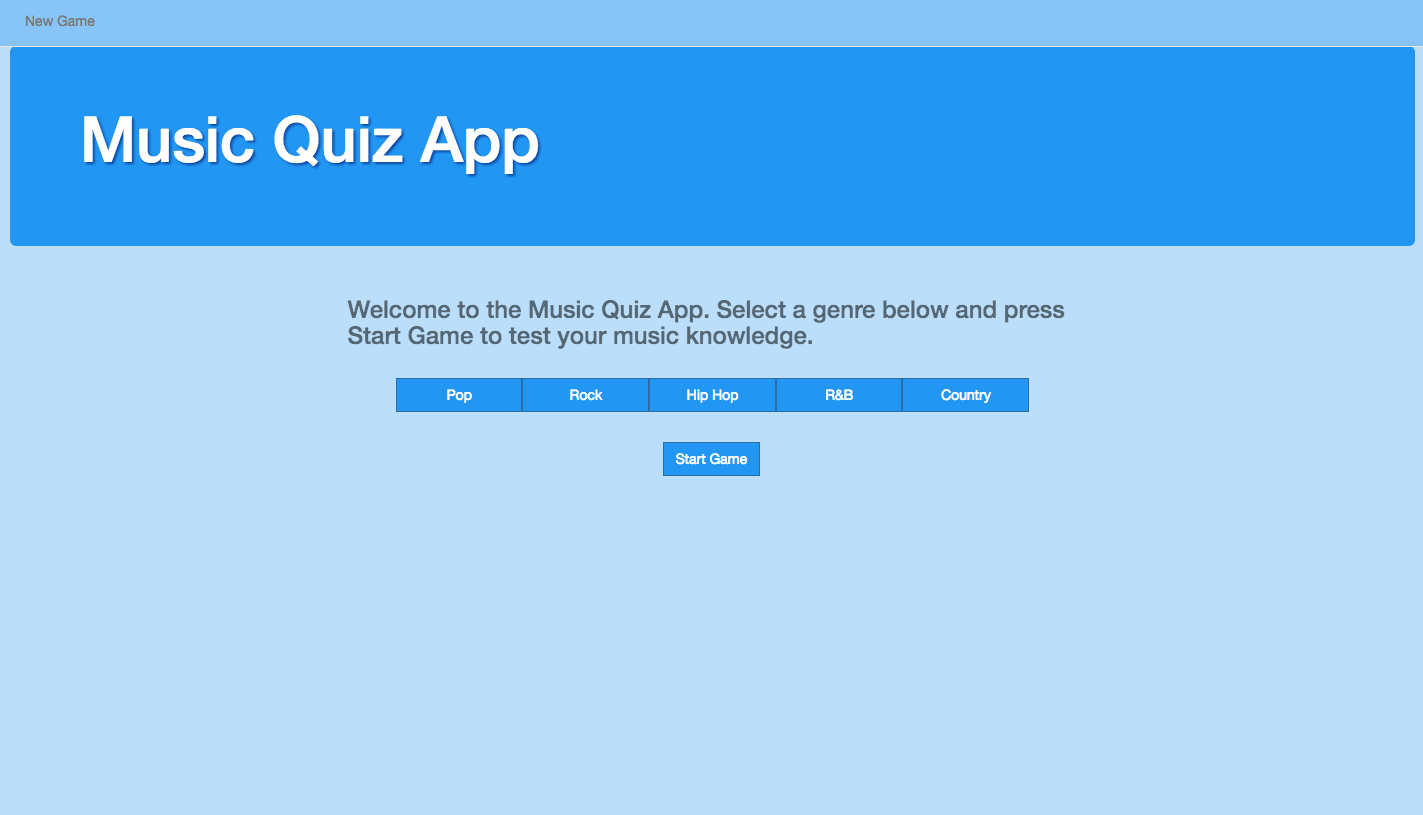 New Game
Music Quiz App
Welcome to the Music Quiz App. Select a genre below and press
Start Game to test your music knowledge.
Pop Rock Hip Hop R&B Country
Start Game